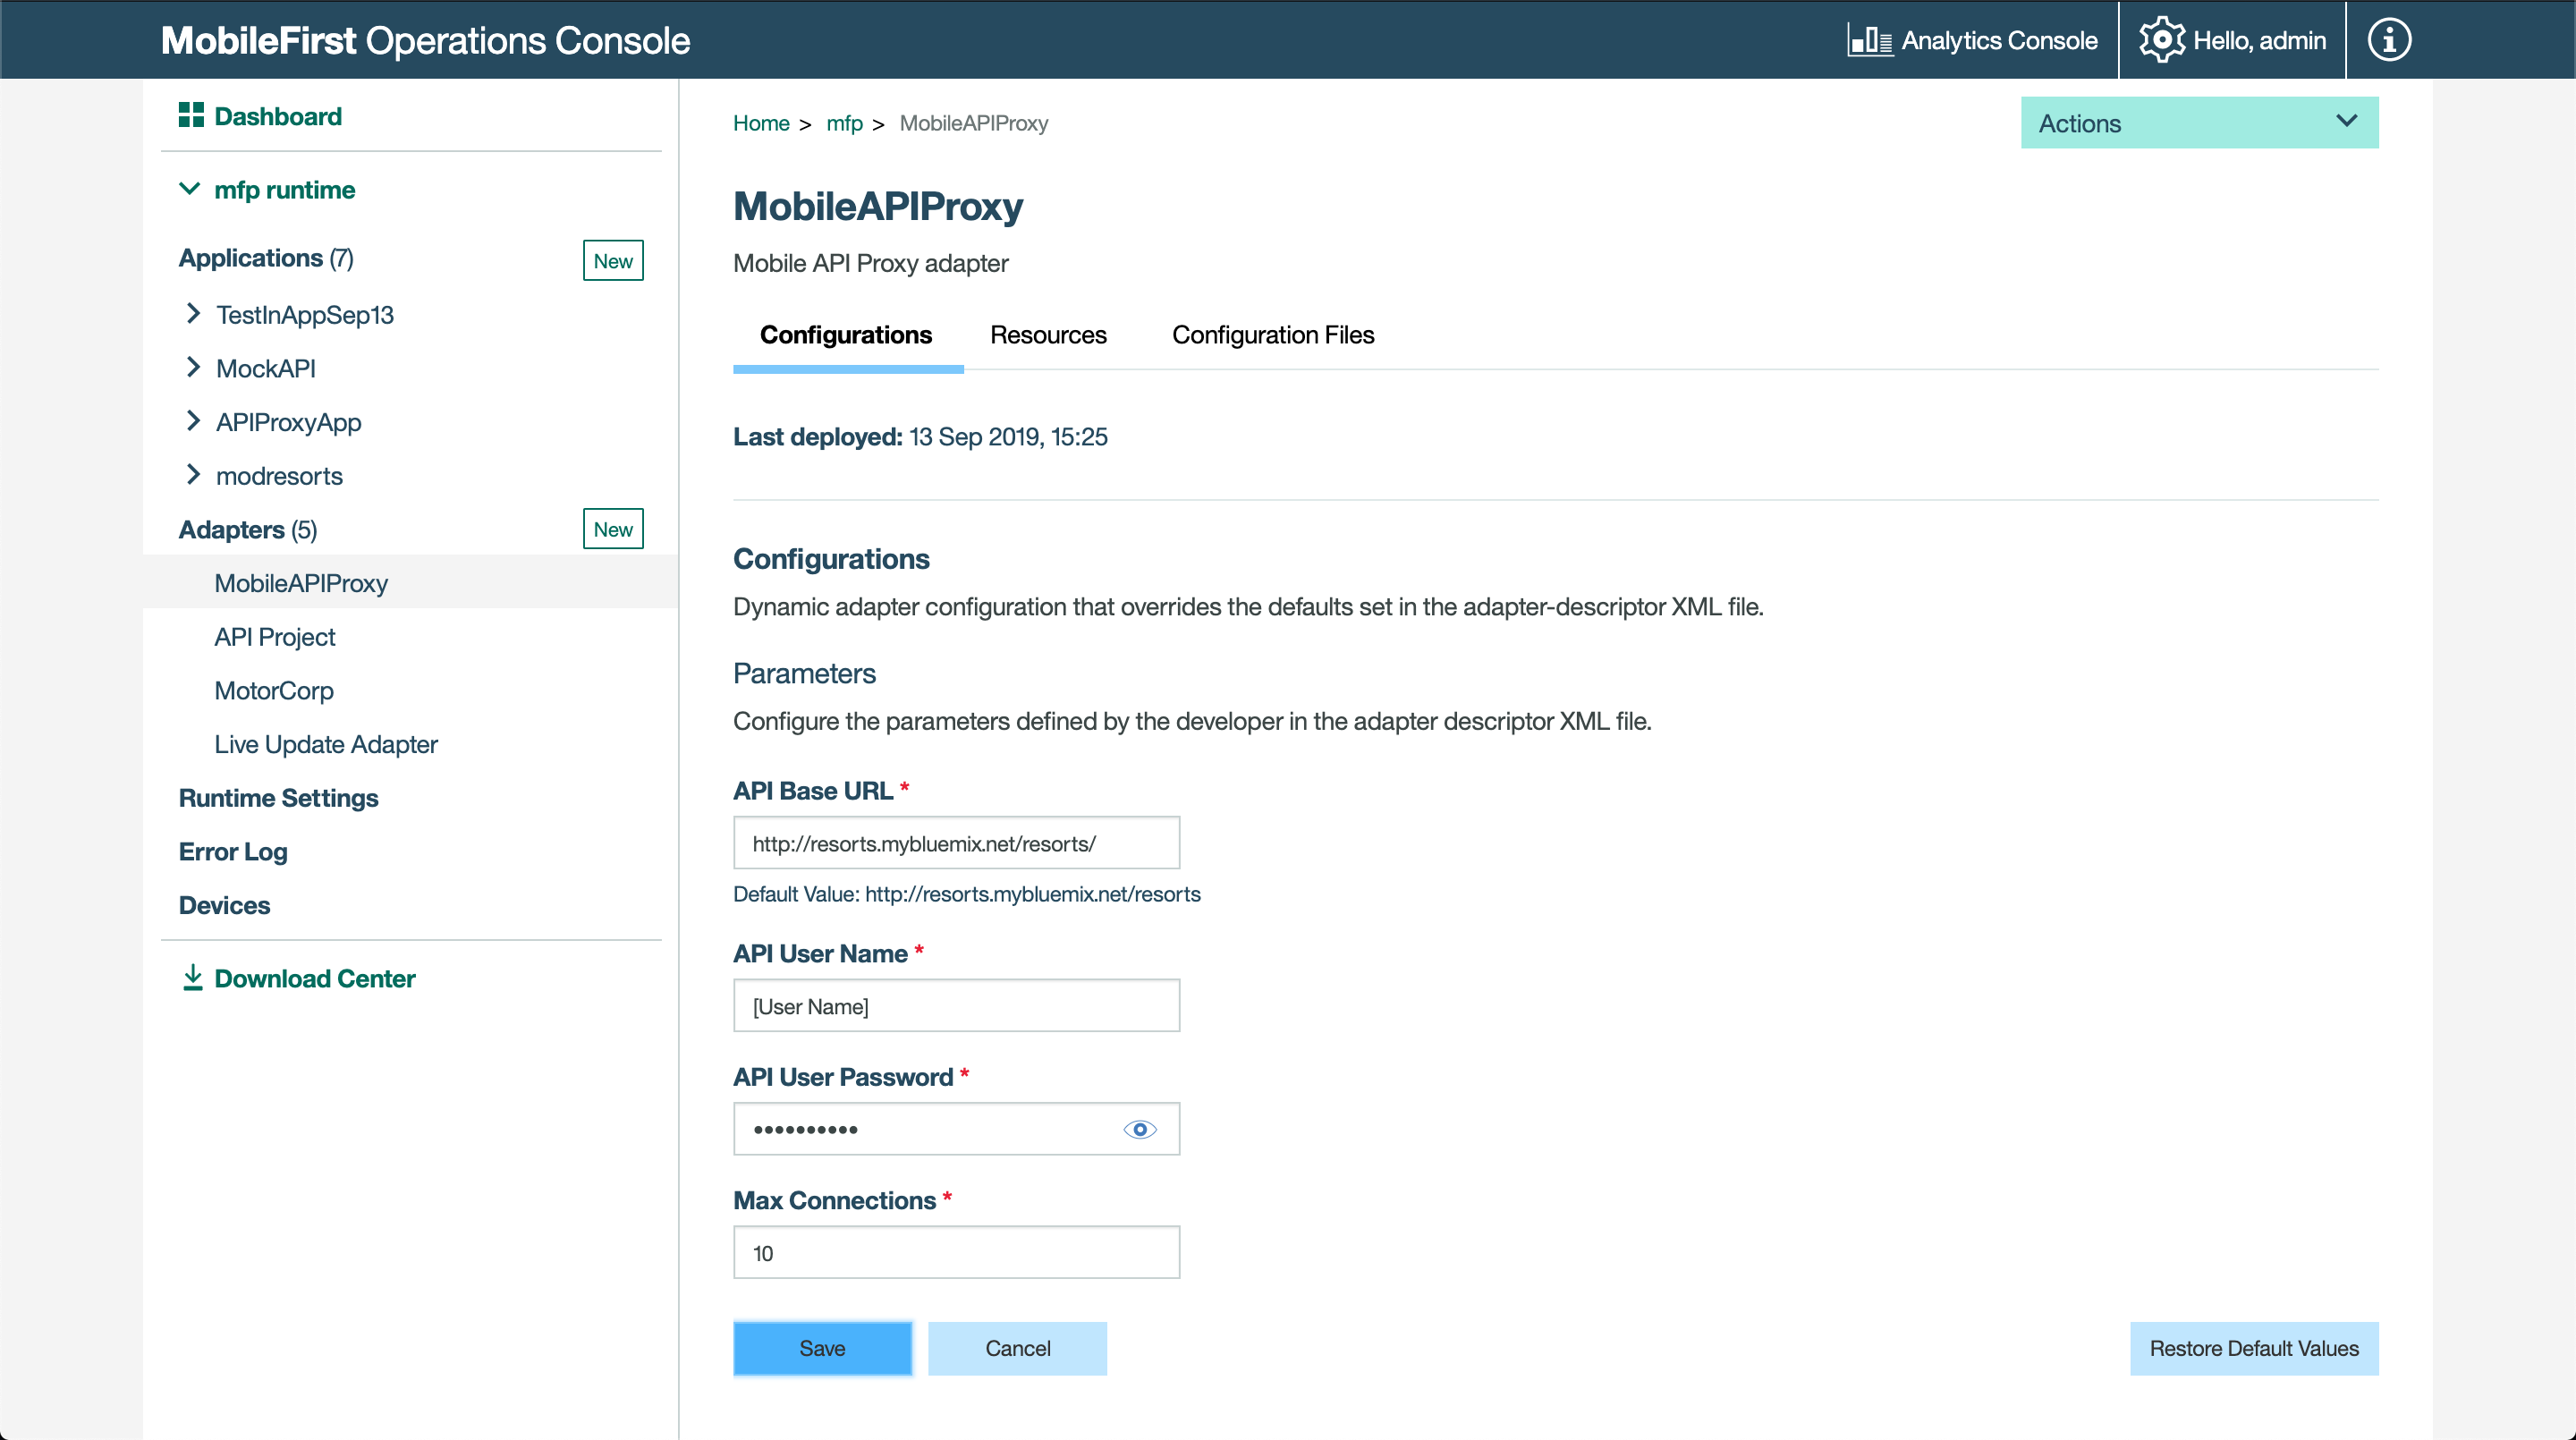 MobileFirst Operations Console
Analytics Console
Hello, admin
Dashboard
mfp runtime
Applications (7)
New
TestInAppSep13
MockAPI
APIProxyApp
modresorts
Adapters (5)
New
MobileAPIProxy
API Project
MotorCorp
Live Update Adapter
Runtime Settings
Error Log
Devices
Download Center
Home > mfp > MobileAPIProxy
Actions
MobileAPIProxy
Mobile API Proxy adapter
Configurations
Resources
Configuration Files
Last deployed: 13 Sep 2019, 15:25
Configurations
Dynamic adapter configuration that overrides the defaults set in the adapter-descriptor XML file.
Parameters
Configure the parameters defined by the developer in the adapter descriptor XML file.
API Base URL *
http://resorts.mybluemix.net/resorts/
Default Value: http://resorts.mybluemix.net/resorts
API User Name *
[User Name]
API User Password *
••••••••••
Max Connections *
10
Save
Cancel
Restore Default Values